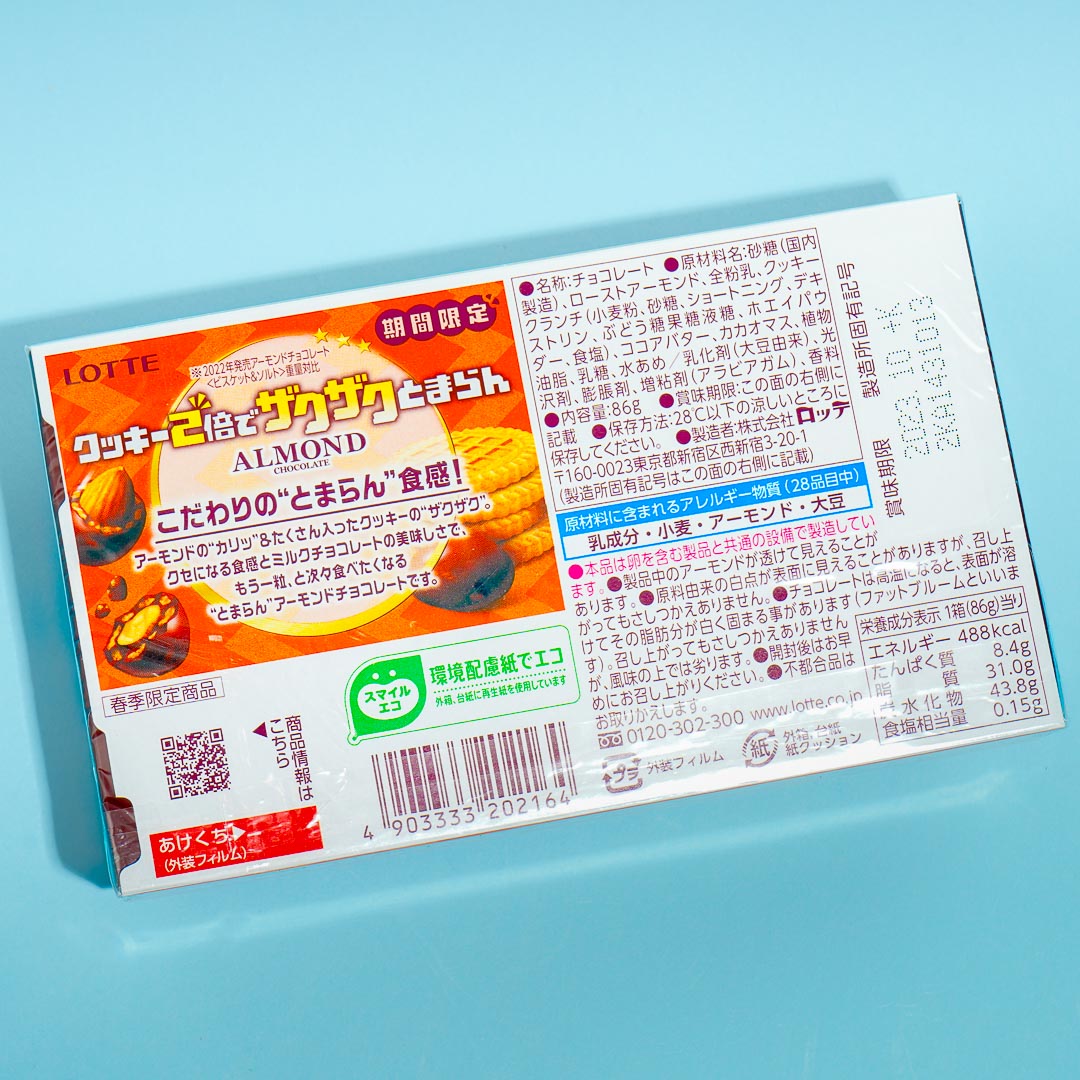 LOTTE
期間限定
※2022年発売アーモンドチョコレート
<ビスケット&ソルト>重量対比
クッキー2倍でザクザクとまらん
ALMOND
CHOCOLATE
こだわりの“とまらん”食感!
アーモンドの“カリッ”&たくさん入ったクッキーの“ザクザク”。
クセになる食感とミルクチョコレートの美味しさで、
もう一粒、と次々食べたくなる
“とまらん”アーモンドチョコレートです。
春季限定商品
商品情報は
こちら
スマイル
エコ
環境配慮紙でエコ
外箱、台紙に再生紙を使用しています
4 903333 202164
あけくち
(外装フィルム)
●名称:チョコレート ●原材料名:砂糖(国内
製造)、ローストアーモンド、全粉乳、クッキー
クランチ(小麦粉、砂糖、ショートニング、デキ
ストリン、ぶどう糖果糖液糖、ホエイパウ
ダー、食塩)、ココアバター、カカオマス、植物
油脂、乳糖、水あめ/乳化剤(大豆由来)、光
沢剤、膨脹剤、増粘剤(アラビアガム)、香料
●内容量:86g ●賞味期限:この面の右側に
記載 ●保存方法:28℃以下の涼しいところに
保存してください。 ●製造者:株式会社ロッテ
〒160-0023東京都新宿区西新宿3-20-1
(製造所固有記号はこの面の右側に記載)
原材料に含まれるアレルギー物質(28品目中)
乳成分・小麦・アーモンド・大豆
●本品は卵を含む製品と共通の設備で製造してい
ます。●製品中のアーモンドが透けて見えることが
あります。●原料由来の白点が表面に見えることがありますが、召し上
がってもさしつかえありません。●チョコレートは高温になると、表面が溶
けてその脂肪分が白く固まる事があります(ファットブルームといいま
す)。召し上がってもさしつかえありません
が、風味の上では劣ります。●開封後はお早
めにお召し上がりください。●不都合品は
お取りかえします。
0120-302-300 www.lotte.co.jp
プラ
外装フィルム
紙
外箱、台紙
紙クッション
賞味期限
製造所固有記号
2023.10
栄養成分表示 1箱(86g)当り
エネルギー 488kcal
たんぱく質 8.4g
脂質 31.0g
炭水化物 43.8g
食塩相当量 0.15g